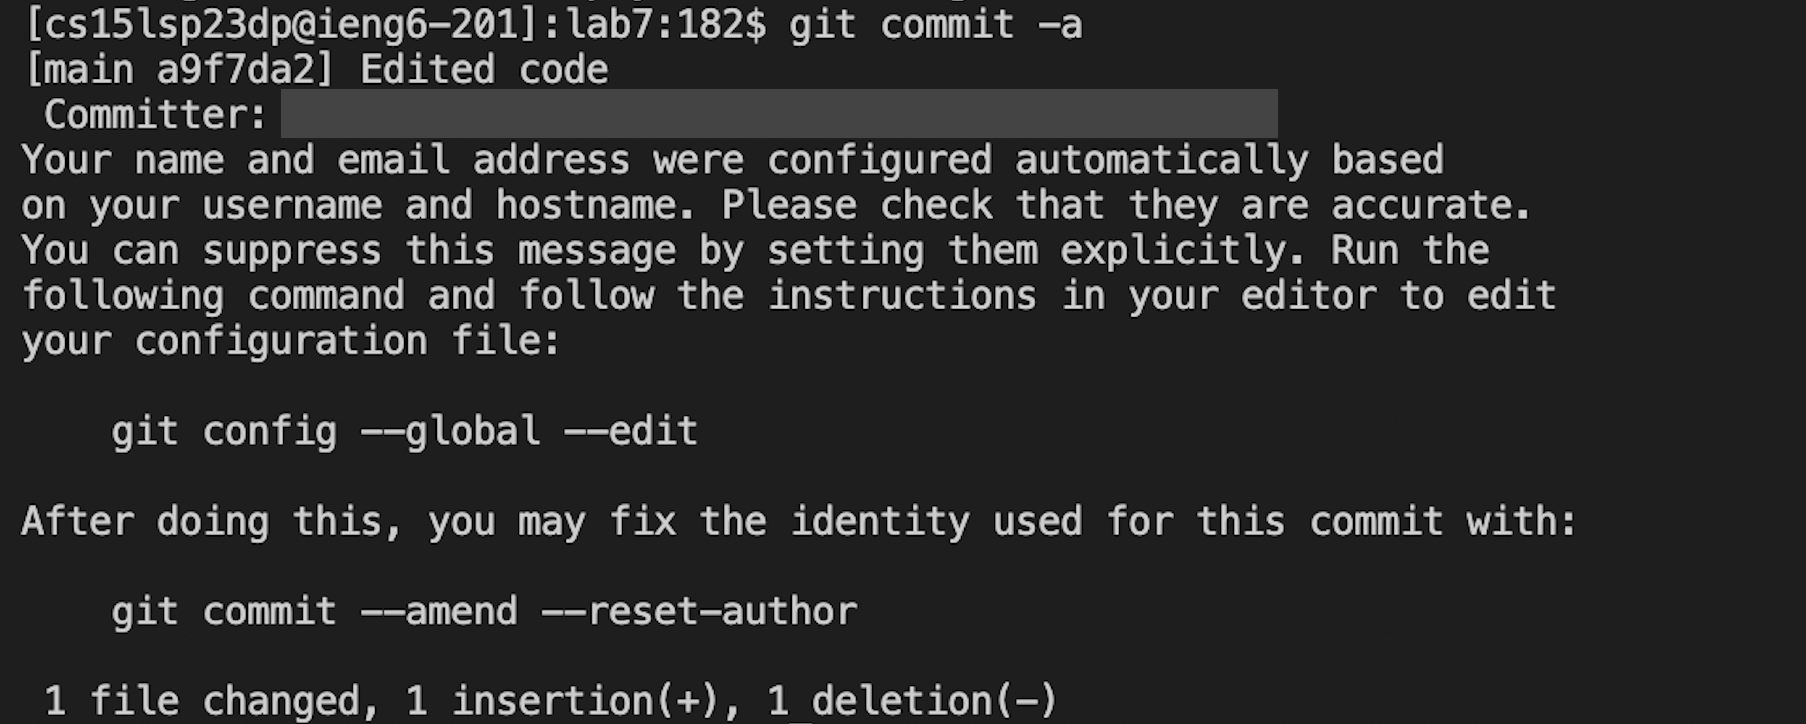 [cs15lsp23dp@ieng6-201]:lab7:182$ git commit -a
[main a9f7da2] Edited code
 Committer:
Your name and email address were configured automatically based
on your username and hostname. Please check that they are accurate.
You can suppress this message by setting them explicitly. Run the
following command and follow the instructions in your editor to edit
your configuration file:

    git config --global --edit

After doing this, you may fix the identity used for this commit with:

    git commit --amend --reset-author

 1 file changed, 1 insertion(+), 1 deletion(-)